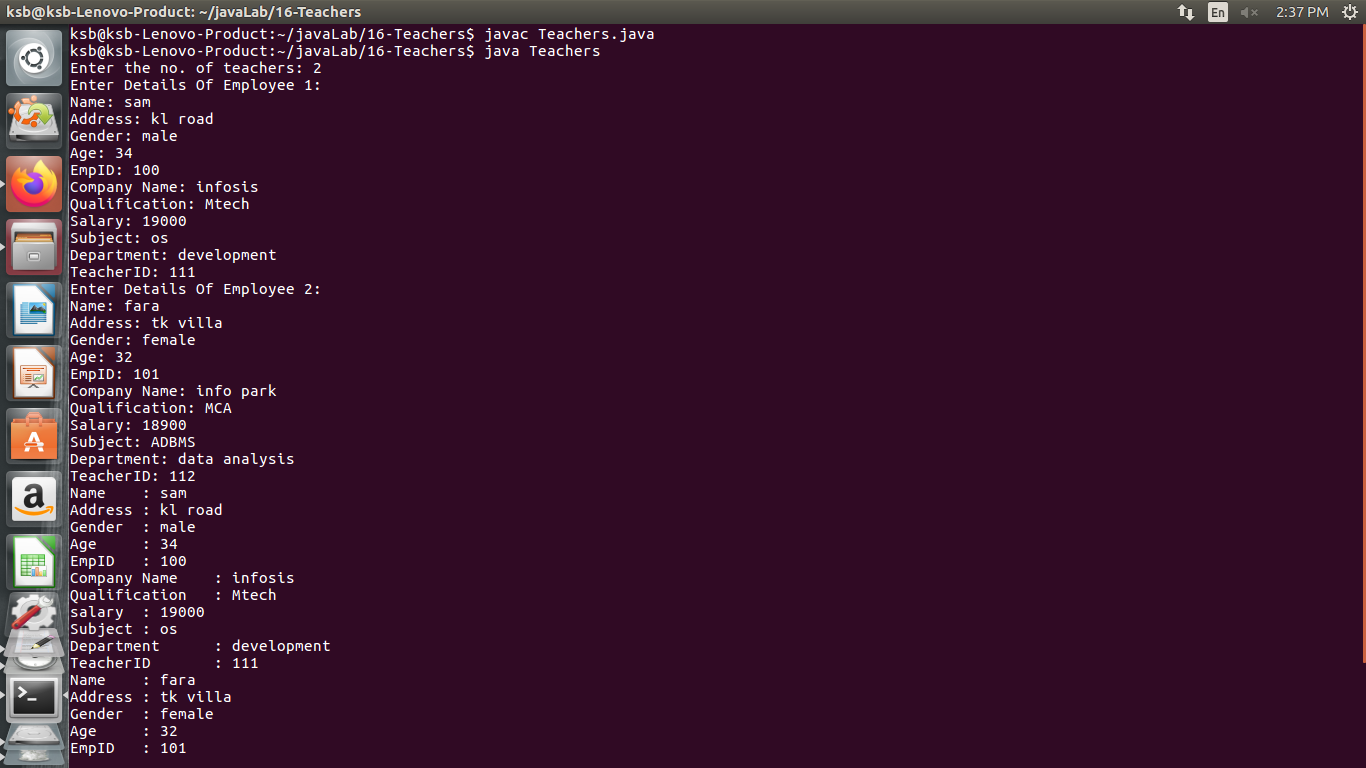 ksb@ksb-Lenovo-Product: ~/javaLab/16-Teachers
En
2:37 PM
ksb@ksb-Lenovo-Product:~/javaLab/16-Teachers$ javac Teachers.java
ksb@ksb-Lenovo-Product:~/javaLab/16-Teachers$ java Teachers
Enter the no. of teachers: 2
Enter Details Of Employee 1:
Name: sam
Address: kl road
Gender: male
Age: 34
EmpID: 100
Company Name: infosis
Qualification: Mtech
Salary: 19000
Subject: os
Department: development
TeacherID: 111
Enter Details Of Employee 2:
Name: fara
Address: tk villa
Gender: female
Age: 32
EmpID: 101
Company Name: info park
Qualification: MCA
Salary: 18900
Subject: ADBMS
Department: data analysis
TeacherID: 112
Name    : sam
Address : kl road
Gender  : male
Age     : 34
EmpID   : 100
Company Name    : infosis
Qualification   : Mtech
salary  : 19000
Subject : os
Department      : development
TeacherID       : 111
Name    : fara
Address : tk villa
Gender  : female
Age     : 32
EmpID   : 101